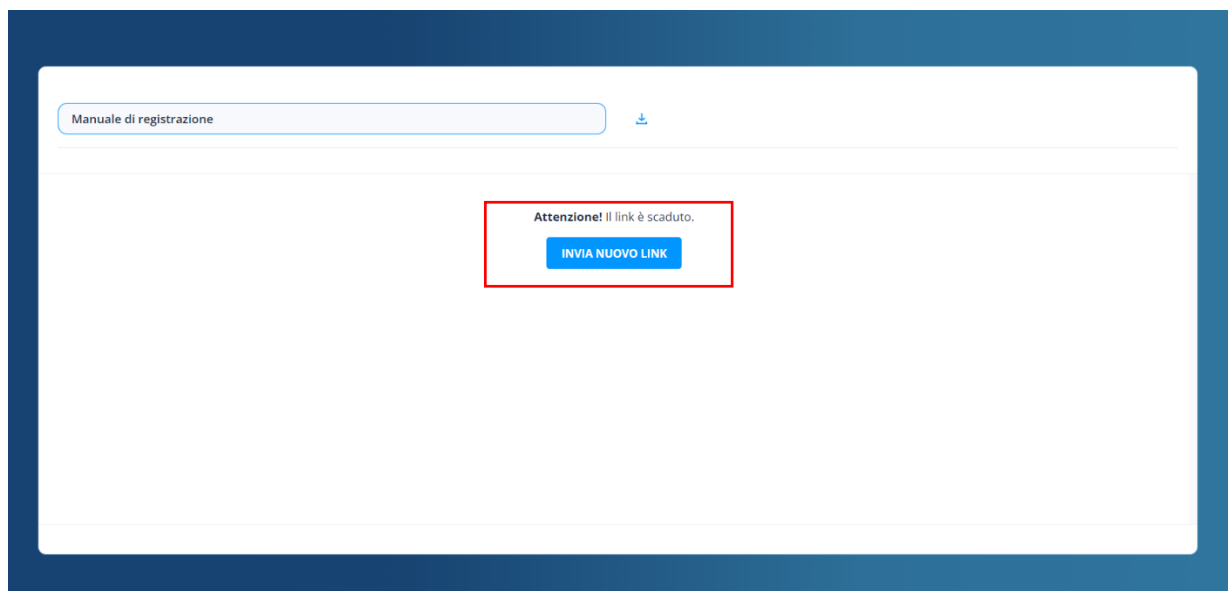 Manuale di registrazione
Attenzione! Il link è scaduto.
INVIA NUOVO LINK